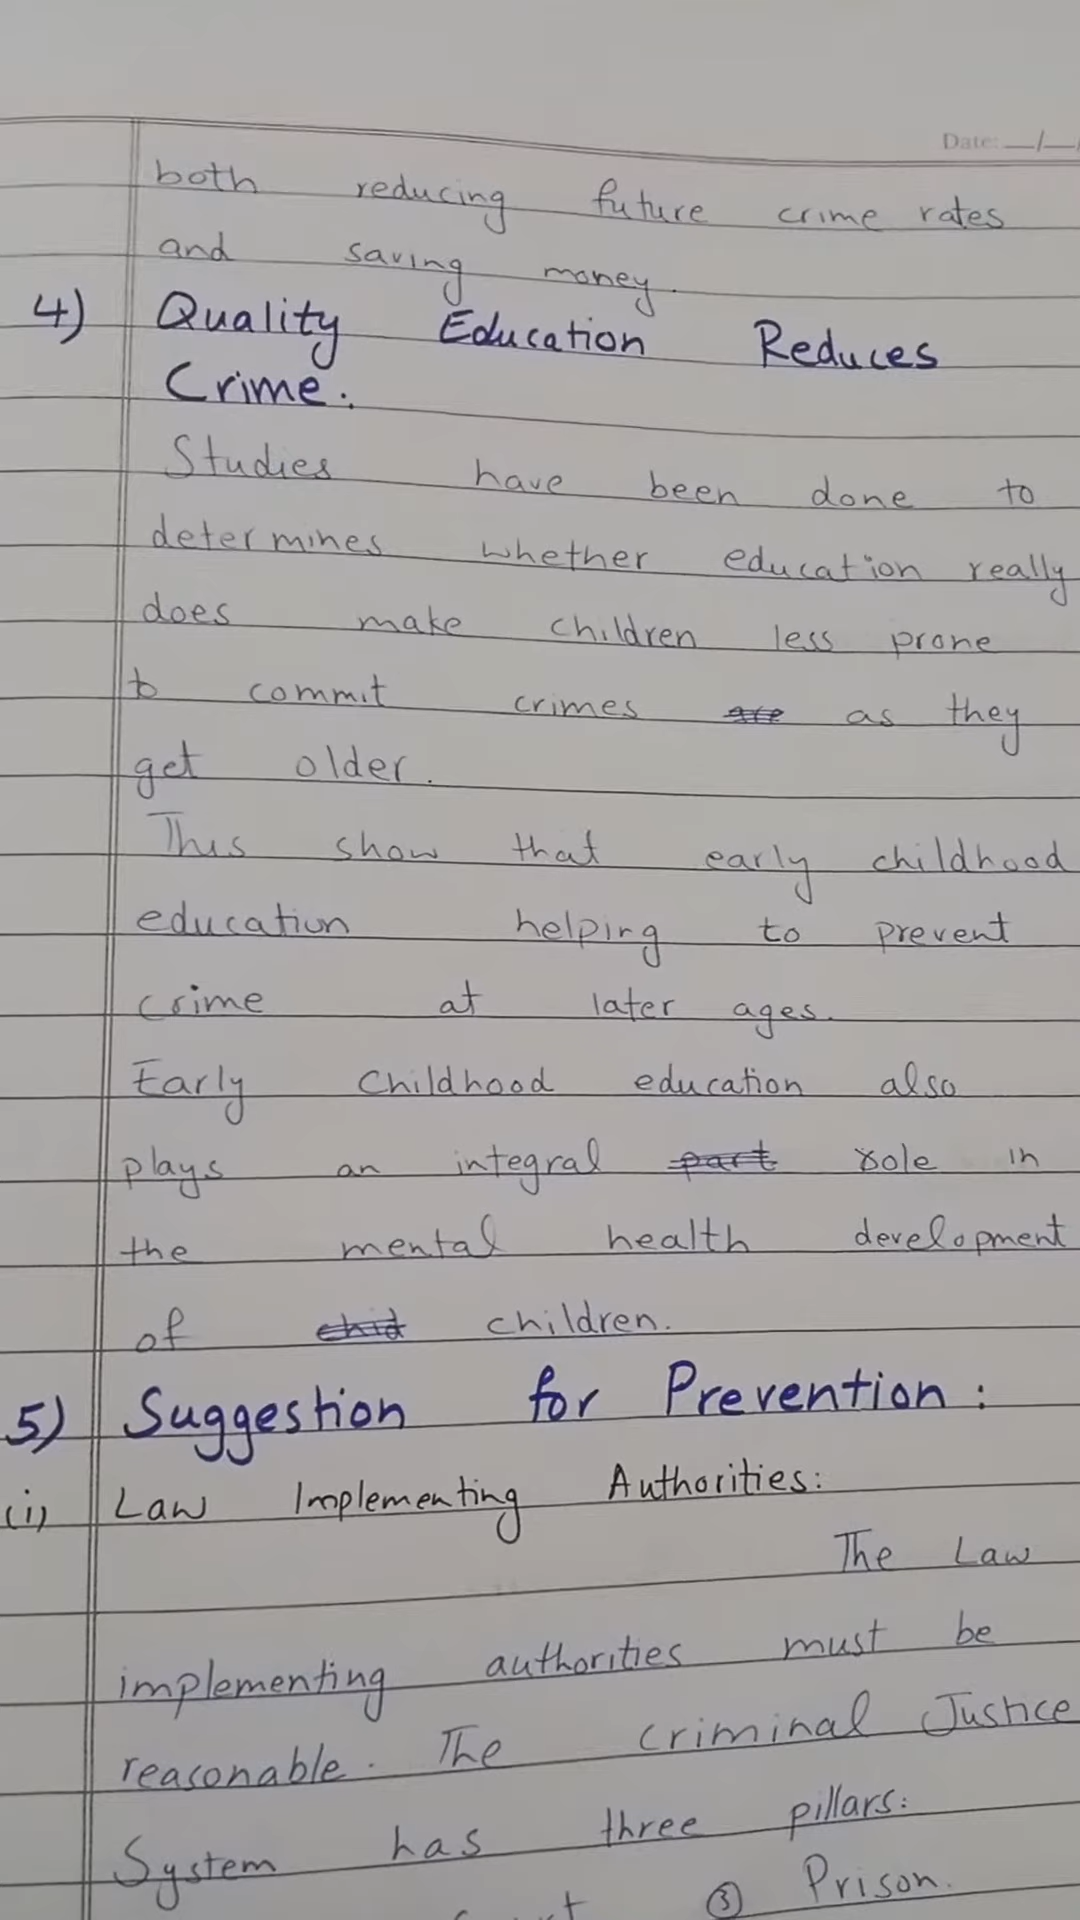 Date: __/__/
both reducing future crime rates
and saving money.
4) Quality Education Reduces
Crime.
Studies have been done to
determines whether education really
does make children less prone
to commit crimes are as they
get older.
This show that early childhood
education helping to prevent
crime at later ages.
Early childhood education also
plays an integral part role in
the mental health development
of chid children.
5) Suggestion for Prevention:
(i) Law Implementing Authorities:
The Law
implementing authorities must be
reasonable. The criminal Justice
System has three pillars:
③ Prison.